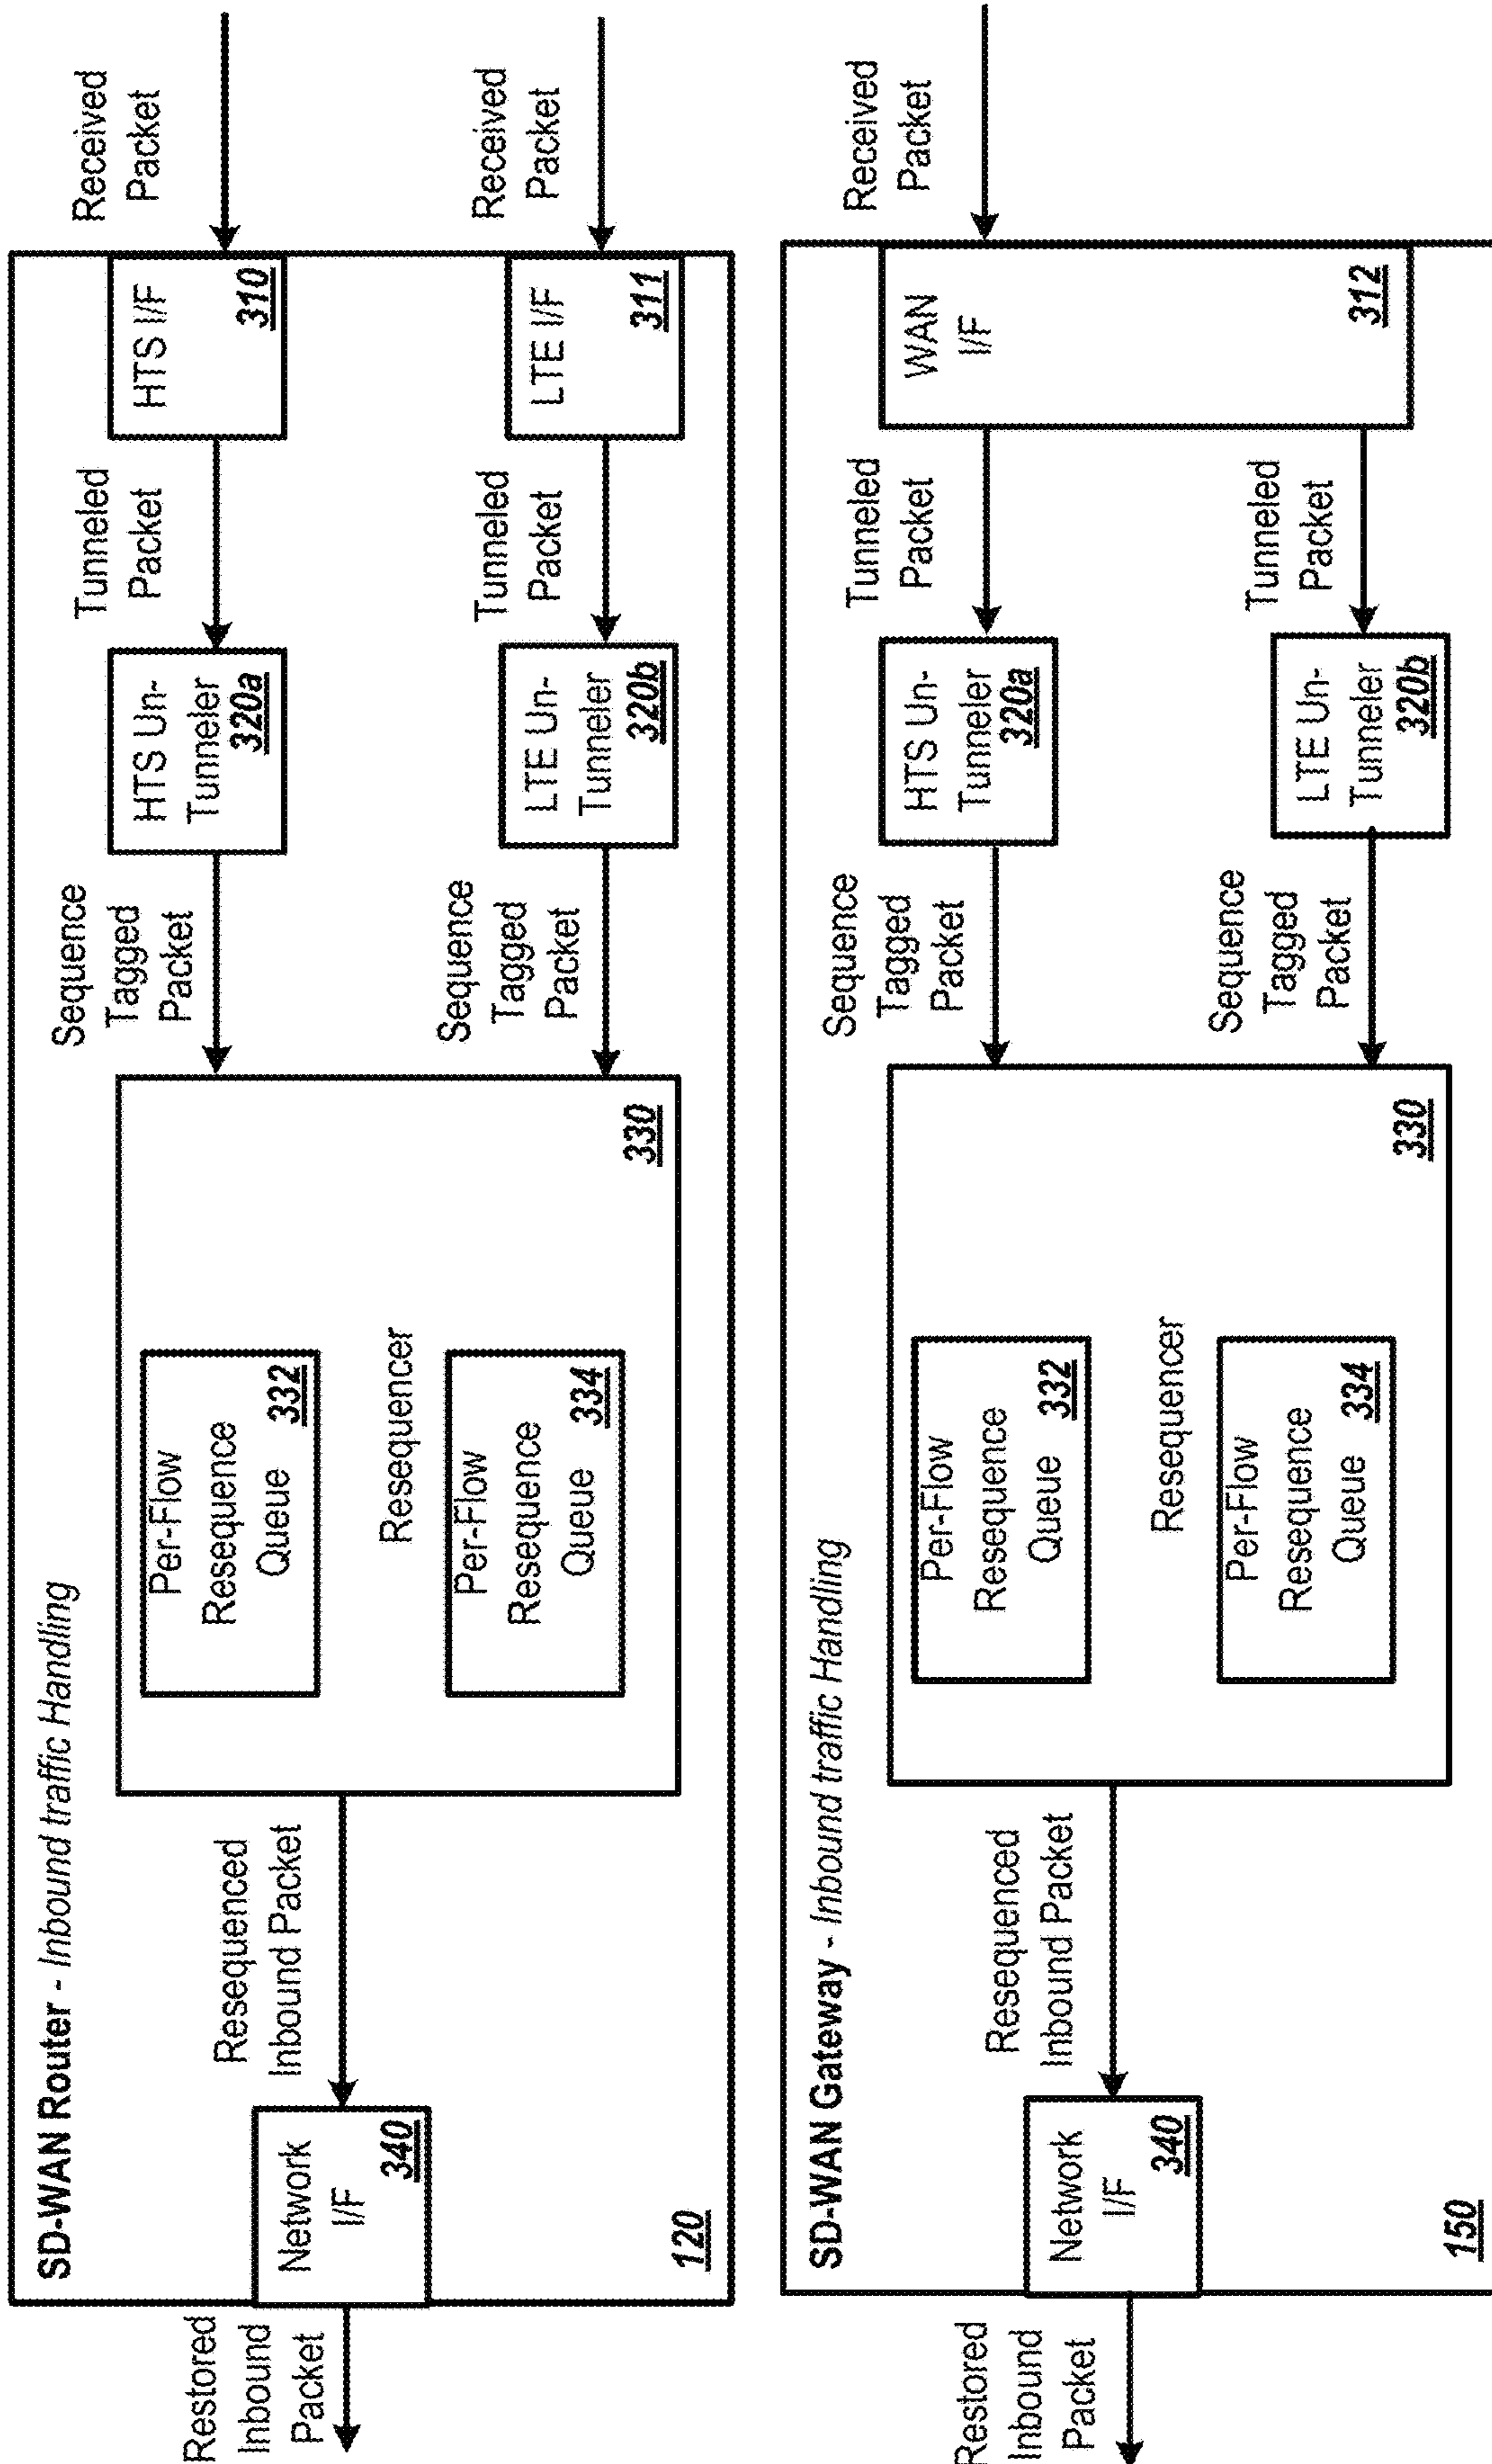 SD-WAN Router - Inbound traffic Handling
Restored
Inbound
Packet
Network
I/F
340
Resequenced
Inbound Packet
Per-Flow
Resequence
Queue
332
Resequencer
Per-Flow
Resequence
Queue
334
330
Sequence
Tagged
Packet
Sequence
Tagged
Packet
HTS Un-
Tunneler
320a
LTE Un-
Tunneler
320b
Tunneled
Packet
Tunneled
Packet
HTS I/F
310
LTE I/F
311
Received
Packet
Received
Packet
120
SD-WAN Gateway - Inbound traffic Handling
Restored
Inbound
Packet
Network
I/F
340
Resequenced
Inbound Packet
Per-Flow
Resequence
Queue
332
Resequencer
Per-Flow
Resequence
Queue
334
330
Sequence
Tagged
Packet
Sequence
Tagged
Packet
HTS Un-
Tunneler
320a
LTE Un-
Tunneler
320b
Tunneled
Packet
Tunneled
Packet
WAN
I/F
312
Received
Packet
150